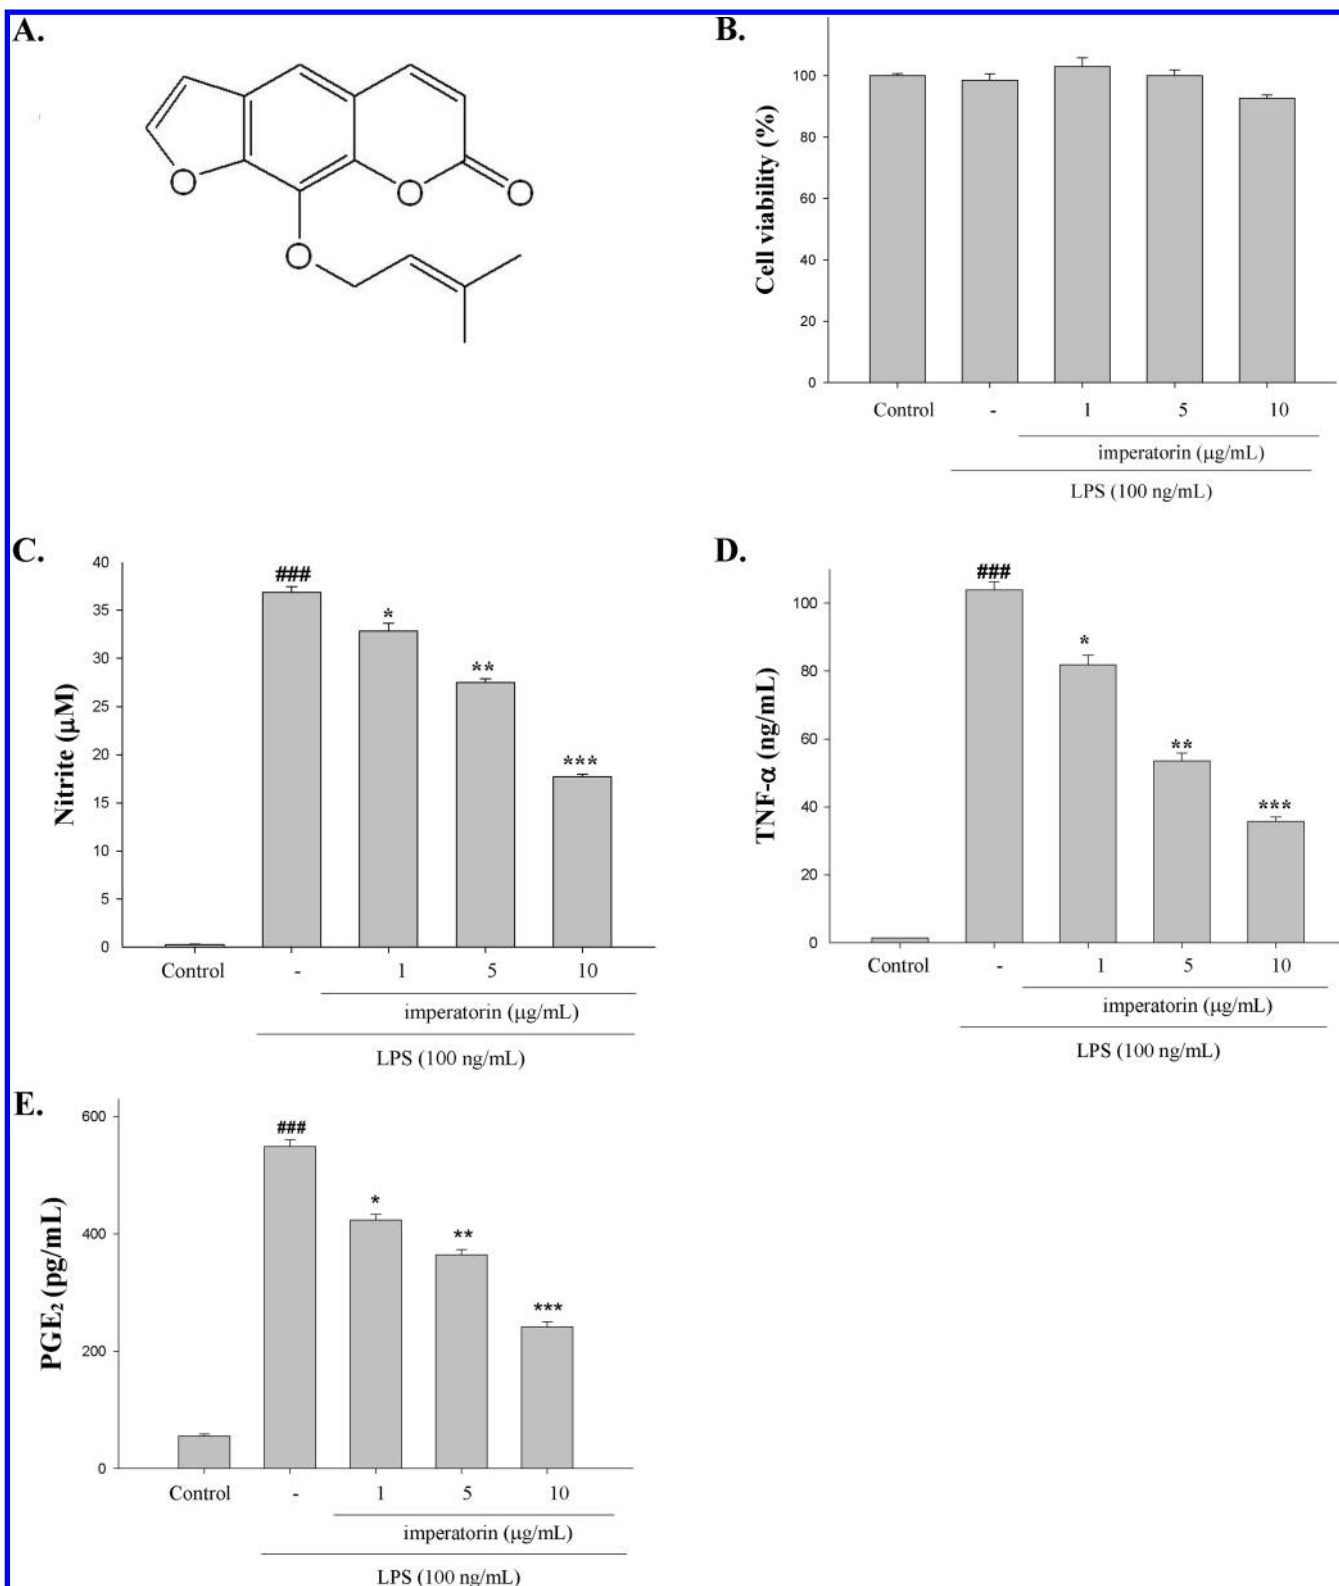 A.
O
O
O
O
B.
Cell viability (%)
100
80
60
40
20
0
Control - 1 5 10
imperatorin (μg/mL)
LPS (100 ng/mL)
C.
Nitrite (μM)
40
35
30
25
20
15
10
5
0
###
*
**
***
Control - 1 5 10
imperatorin (μg/mL)
LPS (100 ng/mL)
D.
TNF-α (ng/mL)
100
80
60
40
20
0
###
*
**
***
Control - 1 5 10
imperatorin (μg/mL)
LPS (100 ng/mL)
E.
PGE₂ (pg/mL)
600
400
200
0
###
*
**
***
Control - 1 5 10
imperatorin (μg/mL)
LPS (100 ng/mL)